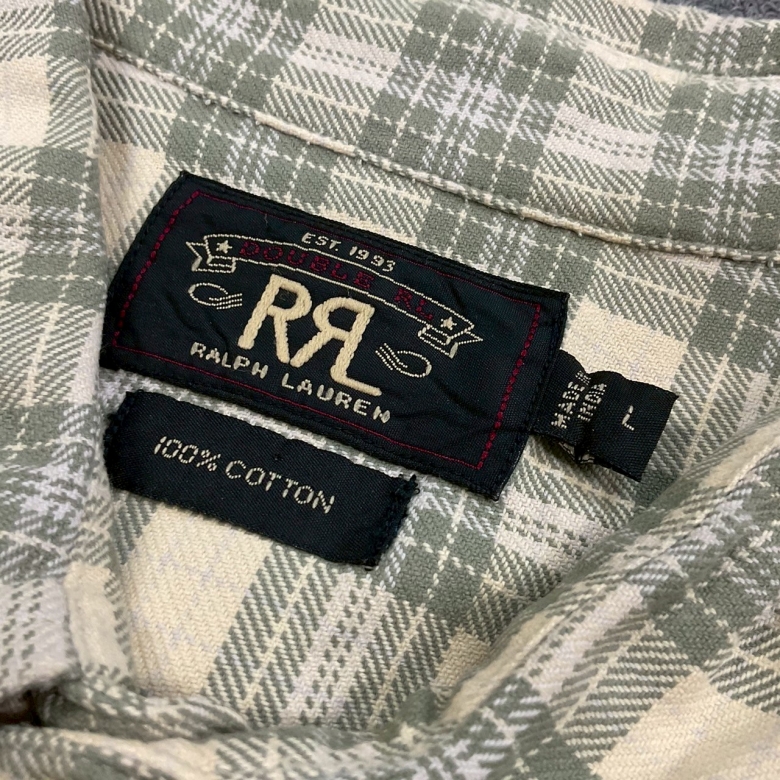 EST. 1993
DOUBLE RL
RRL
RALPH LAUREN
MADE IN
INDIA
L
100% COTTON